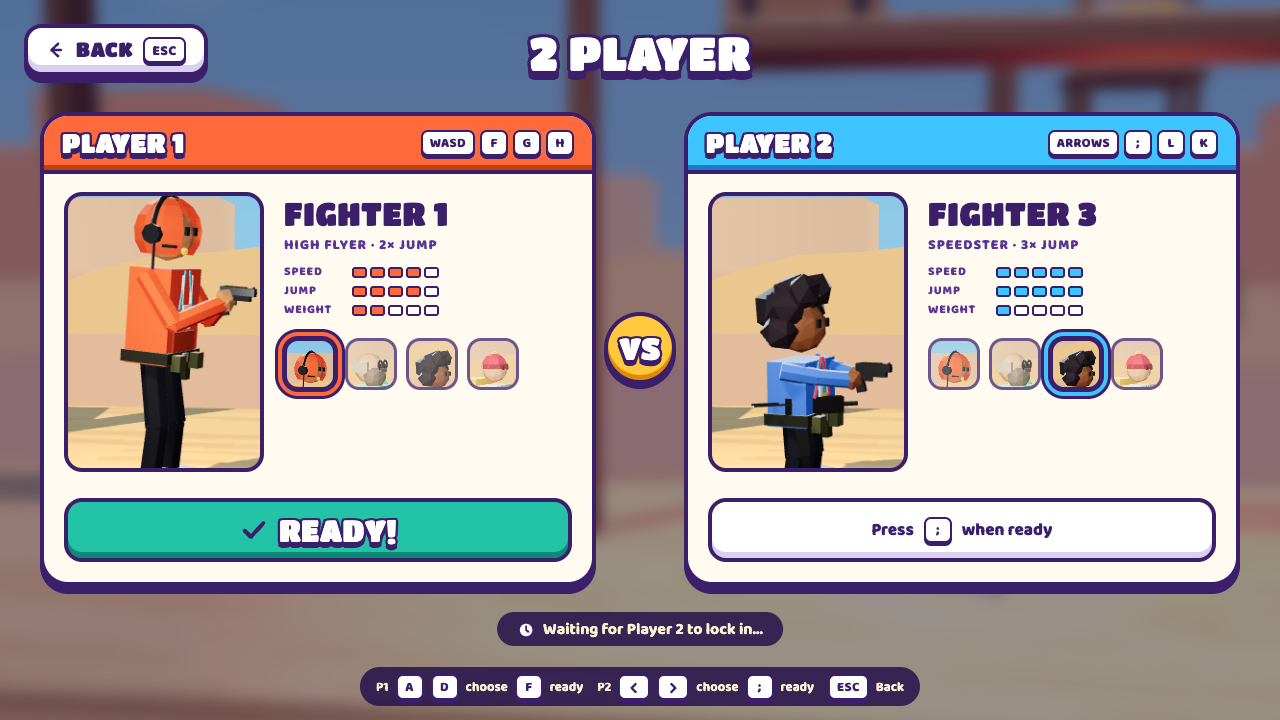 BACK ESC
2 PLAYER
PLAYER 1
WASD F G H
FIGHTER 1
HIGH FLYER · 2× JUMP
SPEED
JUMP
WEIGHT
READY!
VS
PLAYER 2
ARROWS ; L K
FIGHTER 3
SPEEDSTER · 3× JUMP
SPEED
JUMP
WEIGHT
Press ; when ready
Waiting for Player 2 to lock in...
P1 A D choose F ready P2 < > choose ; ready ESC Back